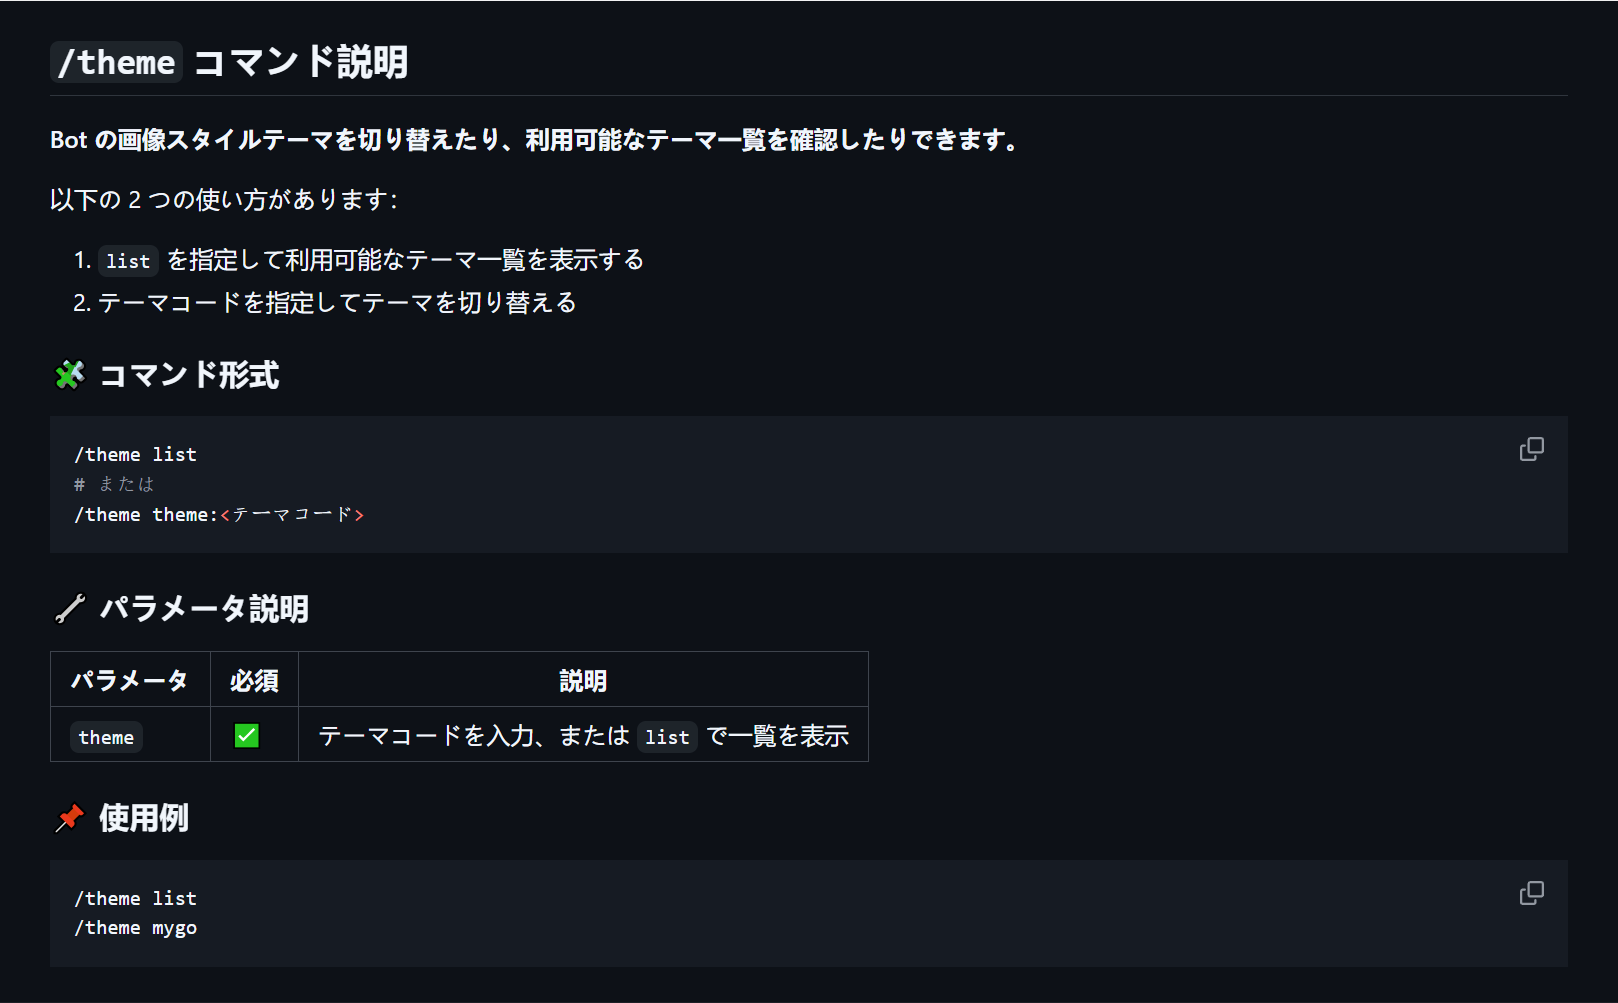 /theme コマンド説明
Bot の画像スタイルテーマを切り替えたり、利用可能なテーマ一覧を確認したりできます。
以下の 2 つの使い方があります：
1. list を指定して利用可能なテーマ一覧を表示する
2. テーマコードを指定してテーマを切り替える
🧩 コマンド形式
/theme list
# または
/theme theme:<テーマコード>
🔧 パラメータ説明
パラメータ 必須 説明
theme ✅ テーマコードを入力、または list で一覧を表示
📌 使用例
/theme list
/theme mygo